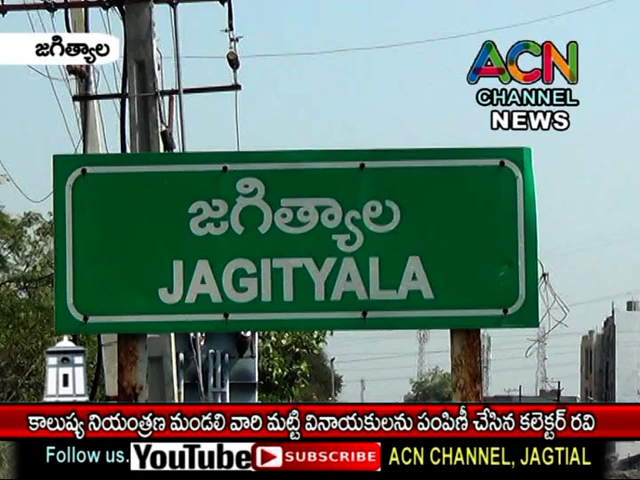 జగిత్యాల
ACN
CHANNEL
NEWS
జగిత్యాల
JAGITYALA
కాలుష్య నియంత్రణ మండలి వారి మట్టి వినాయకులను పంపిణీ చేసిన కలెక్టర్ రవి
Follow us. YouTube SUBSCRIBE ACN CHANNEL, JAGTIAL